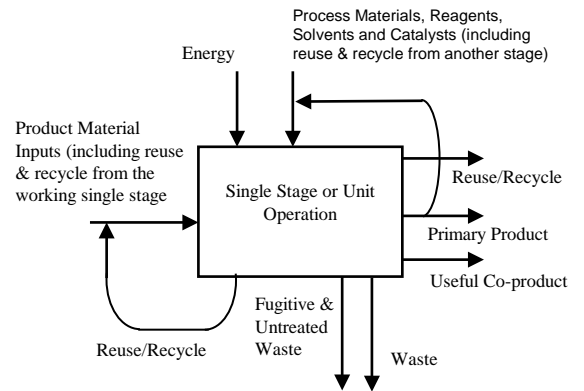 Process Materials, Reagents,
Solvents and Catalysts (including
reuse & recycle from another stage)
Energy
Product Material
Inputs (including reuse
& recycle from the
working single stage
Single Stage or Unit
Operation
Reuse/Recycle
Primary Product
Useful Co-product
Fugitive &
Untreated
Waste
Reuse/Recycle
Waste